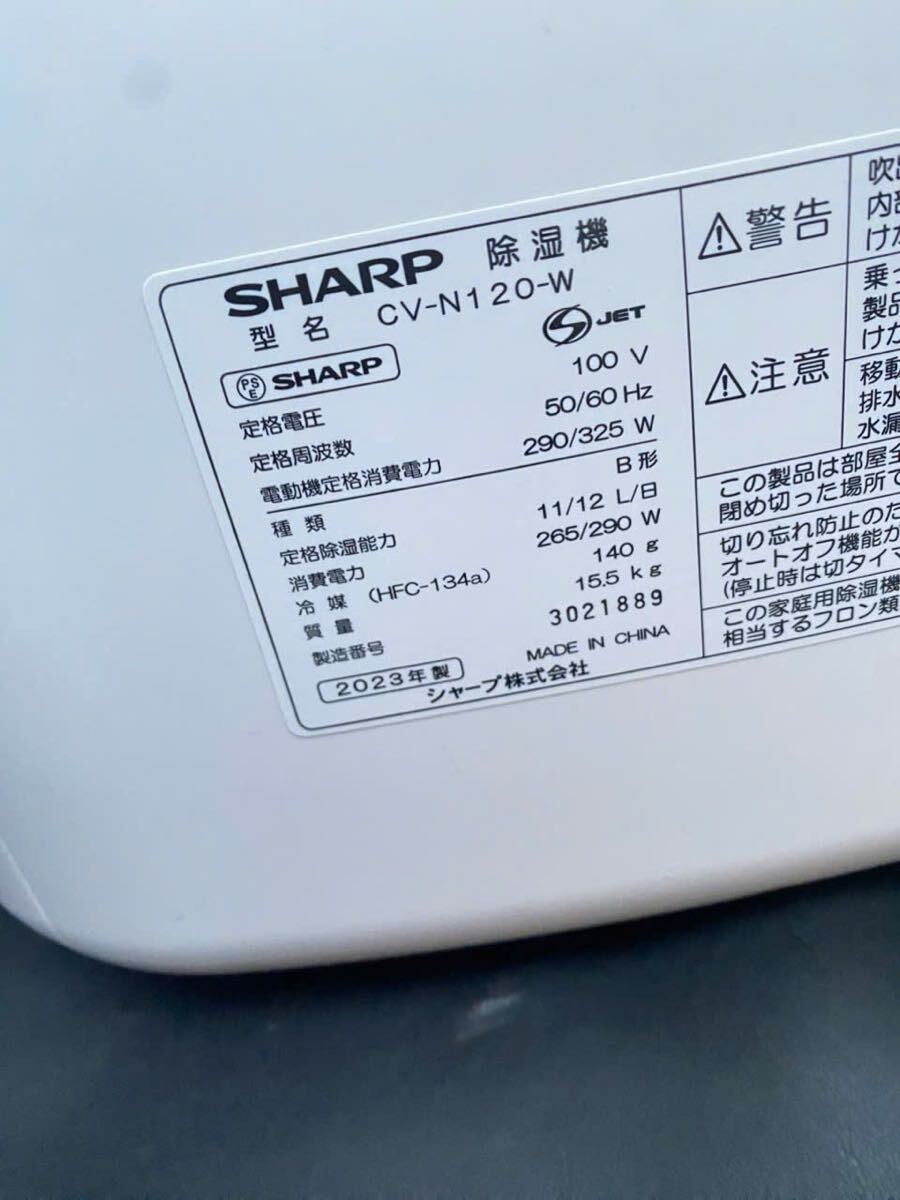 SHARP 除湿機
型名 CV-N120-W
PS E SHARP
S JET
定格電圧 100 V
定格周波数 50/60 Hz
電動機定格消費電力 290/325 W
種類 B形
定格除湿能力 11/12 L/日
消費電力 265/290 W
冷媒 (HFC-134a) 140 g
質量 15.5 kg
製造番号 3021889
2023年製
MADE IN CHINA
シャープ株式会社
⚠警告
吹出
内部
けが
⚠注意
乗っ
製品
けが
移動
排水
水漏
この製品は部屋全
閉め切った場所で
切り忘れ防止のた
オートオフ機能が
(停止時は切タイマ
この家庭用除湿機
相当するフロン類